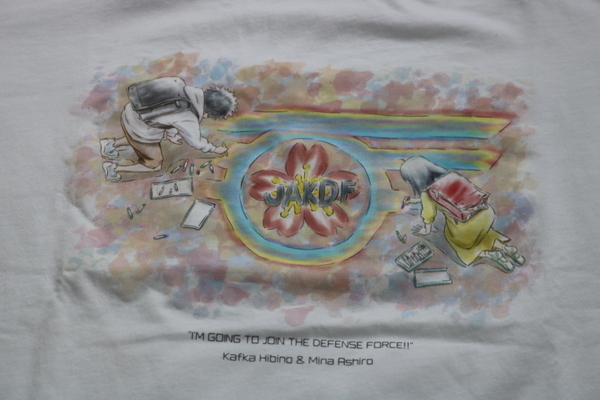 JAKDF
"I'M GOING TO JOIN THE DEFENSE FORCE!!"
Kafka Hibino & Mina Ashiro